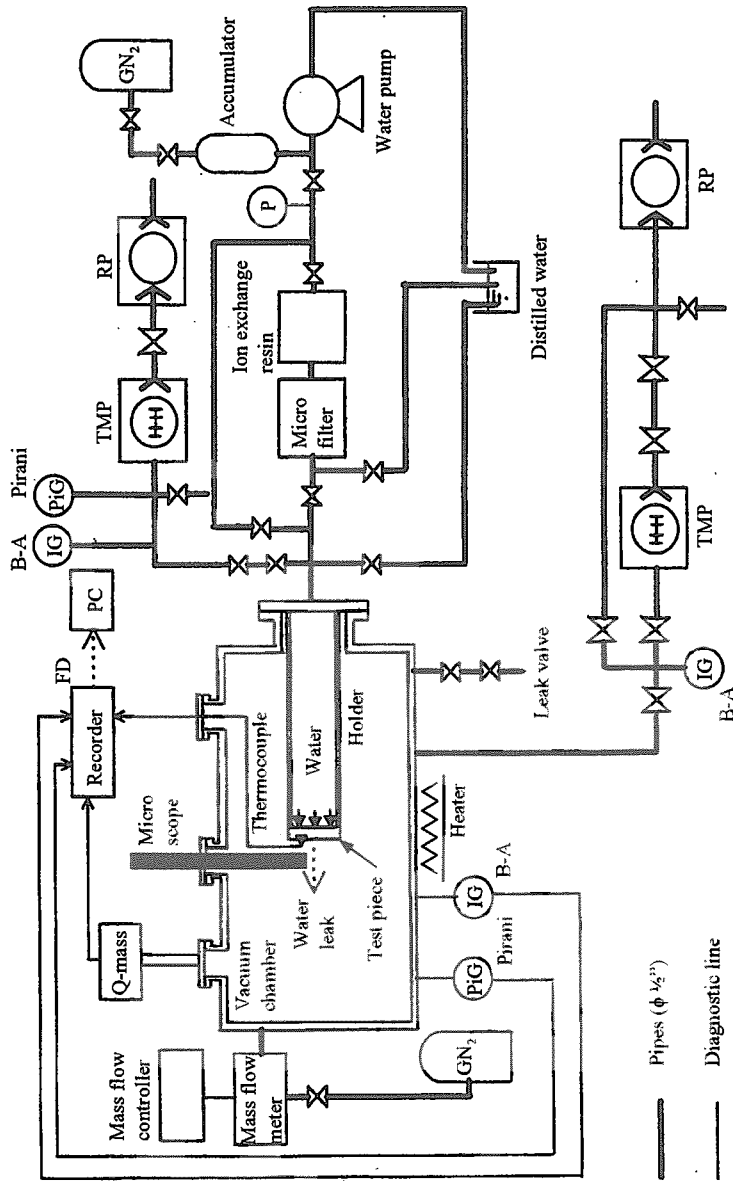 Mass flow
controller
Mass flow
meter
GN₂
Q-mass
Vacuum
chamber
Micro
scope
Recorder
FD
PC
Thermocouple
Water
leak
Water
Holder
Test piece
Heater
PiG
Pirani
IG
B-A
Leak valve
B-A
IG
Pirani
PiG
TMP
RP
GN₂
Accumulator
P
Water pump
Ion exchange
resin
Micro
filter
Distilled water
IG
B-A
TMP
RP
Pipes (ϕ ½")
Diagnostic line